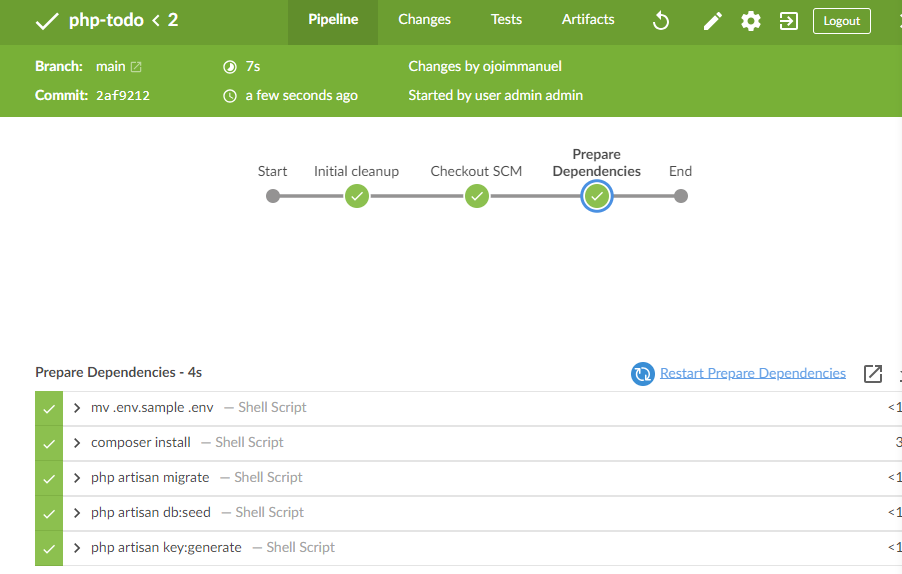 php-todo < 2
Pipeline
Changes
Tests
Artifacts
Logout
Branch: main
7s
Changes by ojoimmanuel
Commit: 2af9212
a few seconds ago
Started by user admin admin
Start
Initial cleanup
Checkout SCM
Prepare
Dependencies
End
Prepare Dependencies - 4s
Restart Prepare Dependencies
mv .env.sample .env — Shell Script
<1
composer install — Shell Script
3
php artisan migrate — Shell Script
<1
php artisan db:seed — Shell Script
<1
php artisan key:generate — Shell Script
<1